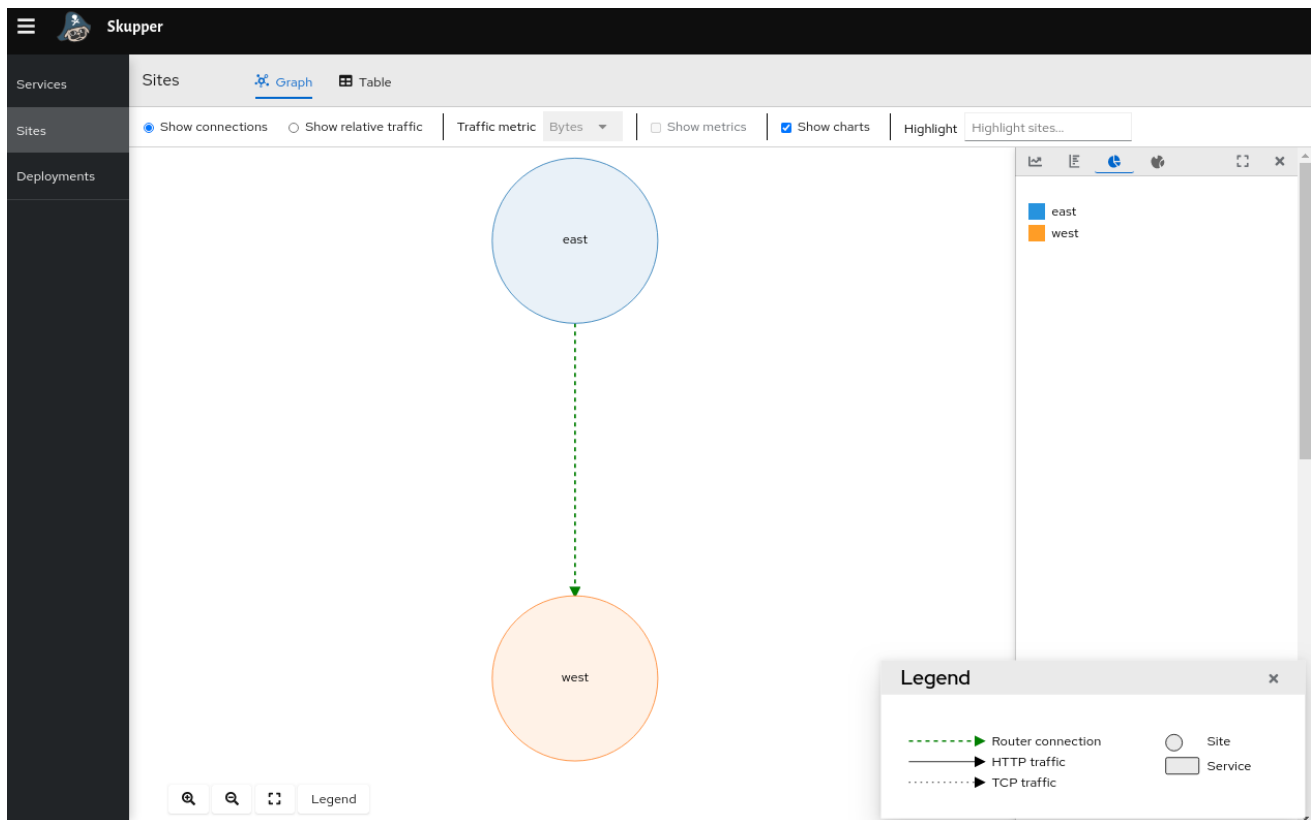 Skupper
Services
Sites
Deployments
Sites Graph Table
Show connections Show relative traffic Traffic metric Bytes Show metrics Show charts Highlight Highlight sites...
east
west
east
west
Legend
Legend
Router connection
HTTP traffic
TCP traffic
Site
Service